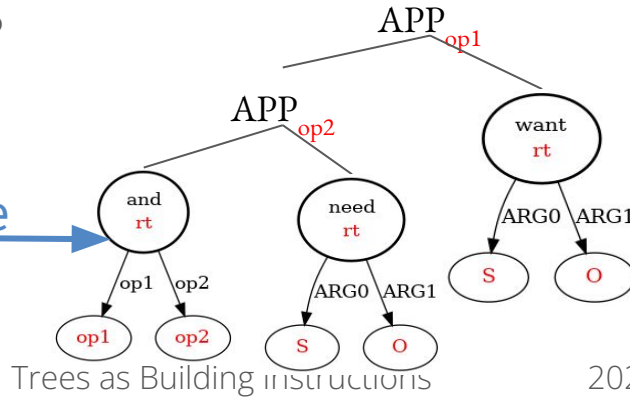 APP
op1
APP
op2
want
rt
and
rt
need
rt
ARG0 ARG1
op1 op2
ARG0 ARG1
S O
op1 op2
S O
Trees as Building Instructions